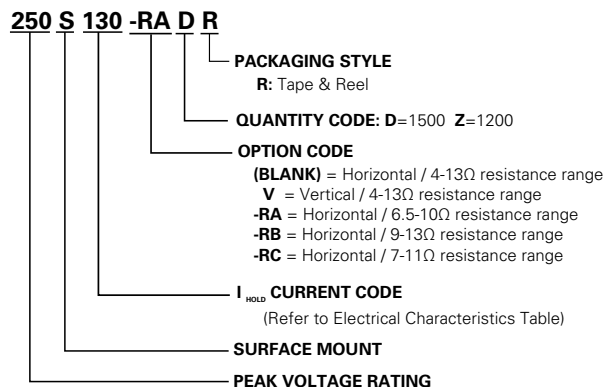 250 S 130 -RA D R
PACKAGING STYLE
R: Tape & Reel
QUANTITY CODE: D=1500 Z=1200
OPTION CODE
(BLANK) = Horizontal / 4-13Ω resistance range
V = Vertical / 4-13Ω resistance range
-RA = Horizontal / 6.5-10Ω resistance range
-RB = Horizontal / 9-13Ω resistance range
-RC = Horizontal / 7-11Ω resistance range
I HOLD CURRENT CODE
(Refer to Electrical Characteristics Table)
SURFACE MOUNT
PEAK VOLTAGE RATING